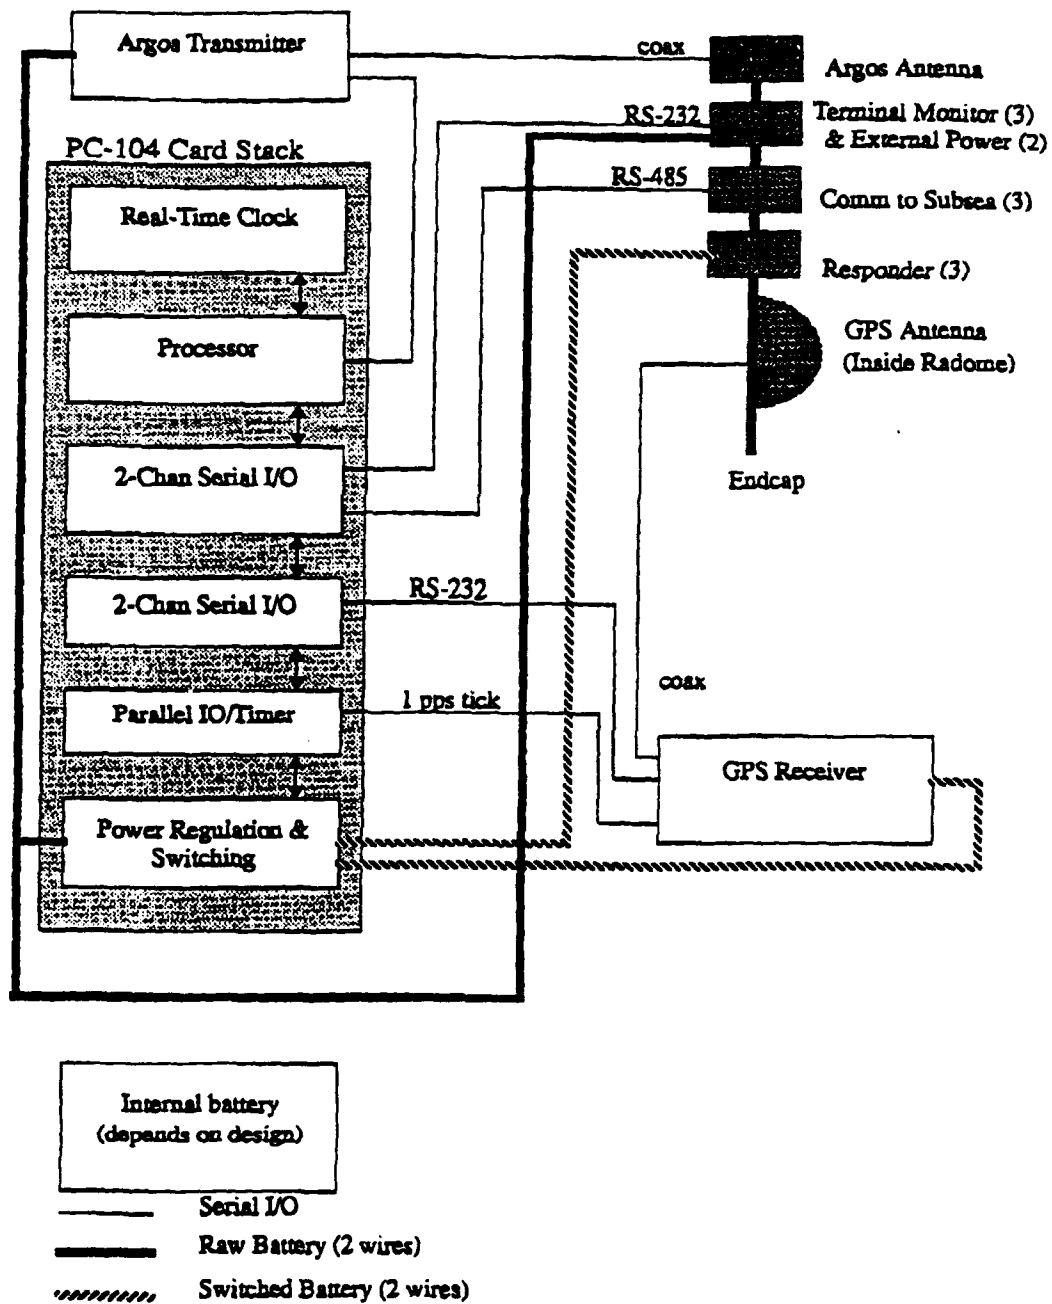 Argos Transmitter
coax
Argos Antenna
RS-232
Terminal Monitor (3)
& External Power (2)
PC-104 Card Stack
RS-485
Comm to Subsea (3)
Real-Time Clock
Responder (3)
GPS Antenna
(Inside Radome)
Processor
2-Chan Serial I/O
Endcap
2-Chan Serial I/O
RS-232
coax
Parallel IO/Timer
1 pps tick
GPS Receiver
Power Regulation &
Switching
Internal battery
(depends on design)
Serial I/O
Raw Battery (2 wires)
Switched Battery (2 wires)